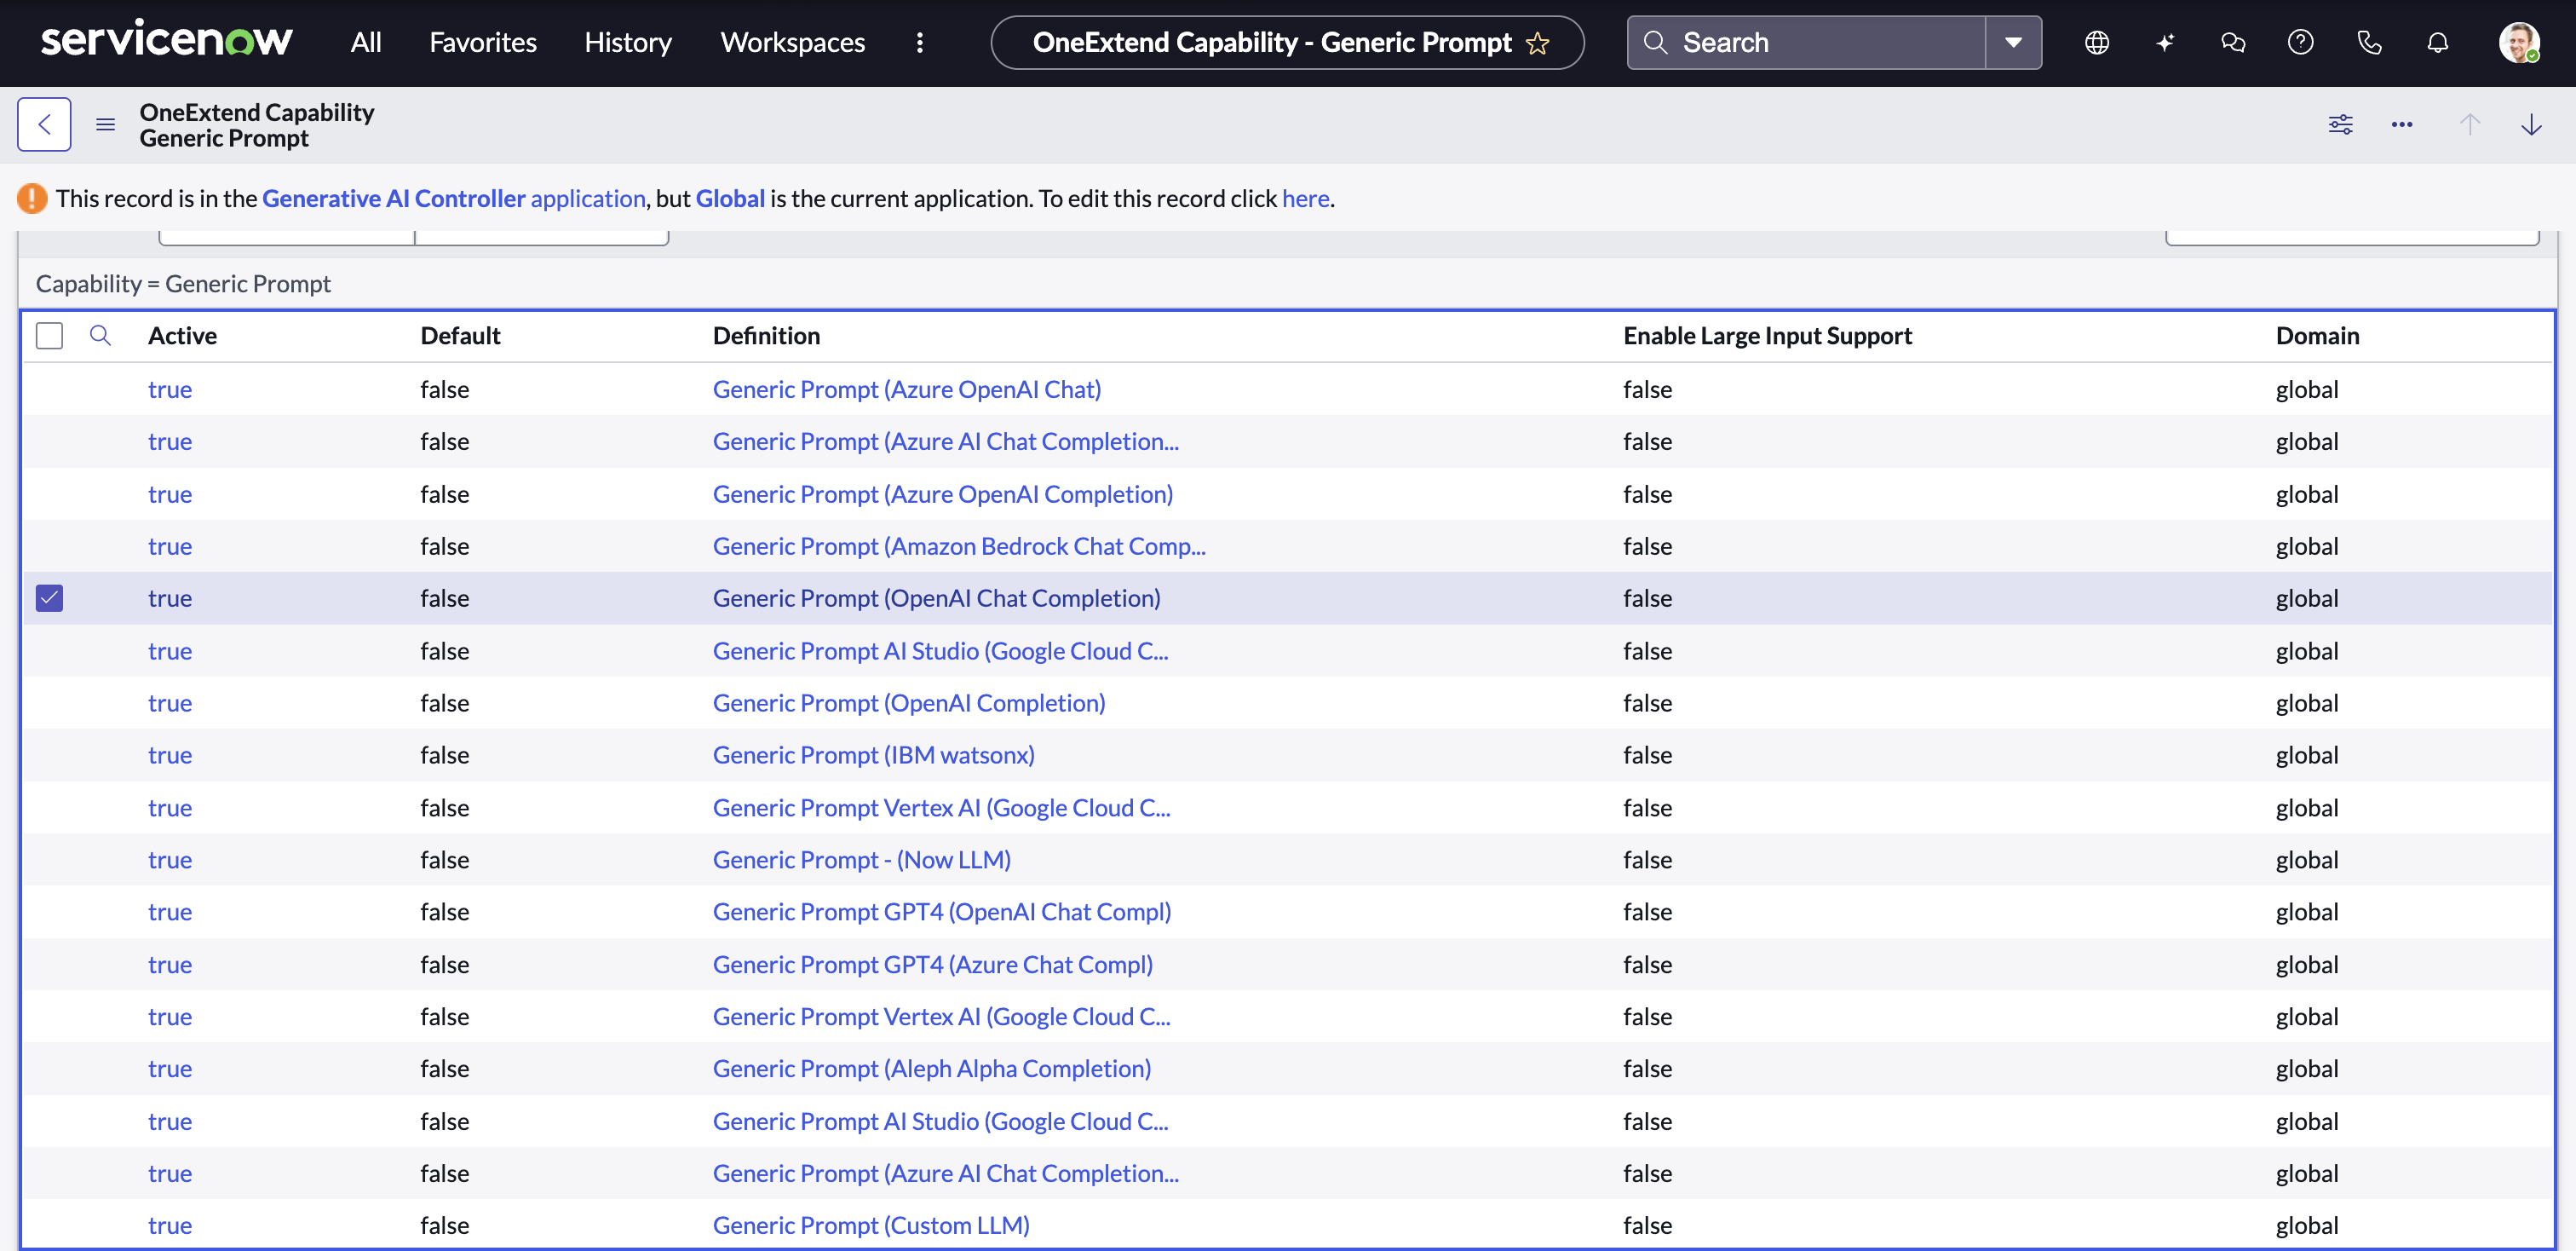 servicenow All Favorites History Workspaces OneExtend Capability - Generic Prompt Search
OneExtend Capability
Generic Prompt
This record is in the Generative AI Controller application, but Global is the current application. To edit this record click here.
Capability = Generic Prompt
Active Default Definition Enable Large Input Support Domain
true false Generic Prompt (Azure OpenAI Chat) false global
true false Generic Prompt (Azure AI Chat Completion... false global
true false Generic Prompt (Azure OpenAI Completion) false global
true false Generic Prompt (Amazon Bedrock Chat Comp... false global
true false Generic Prompt (OpenAI Chat Completion) false global
true false Generic Prompt AI Studio (Google Cloud C... false global
true false Generic Prompt (OpenAI Completion) false global
true false Generic Prompt (IBM watsonx) false global
true false Generic Prompt Vertex AI (Google Cloud C... false global
true false Generic Prompt - (Now LLM) false global
true false Generic Prompt GPT4 (OpenAI Chat Compl) false global
true false Generic Prompt GPT4 (Azure Chat Compl) false global
true false Generic Prompt Vertex AI (Google Cloud C... false global
true false Generic Prompt (Aleph Alpha Completion) false global
true false Generic Prompt AI Studio (Google Cloud C... false global
true false Generic Prompt (Azure AI Chat Completion... false global
true false Generic Prompt (Custom LLM) false global